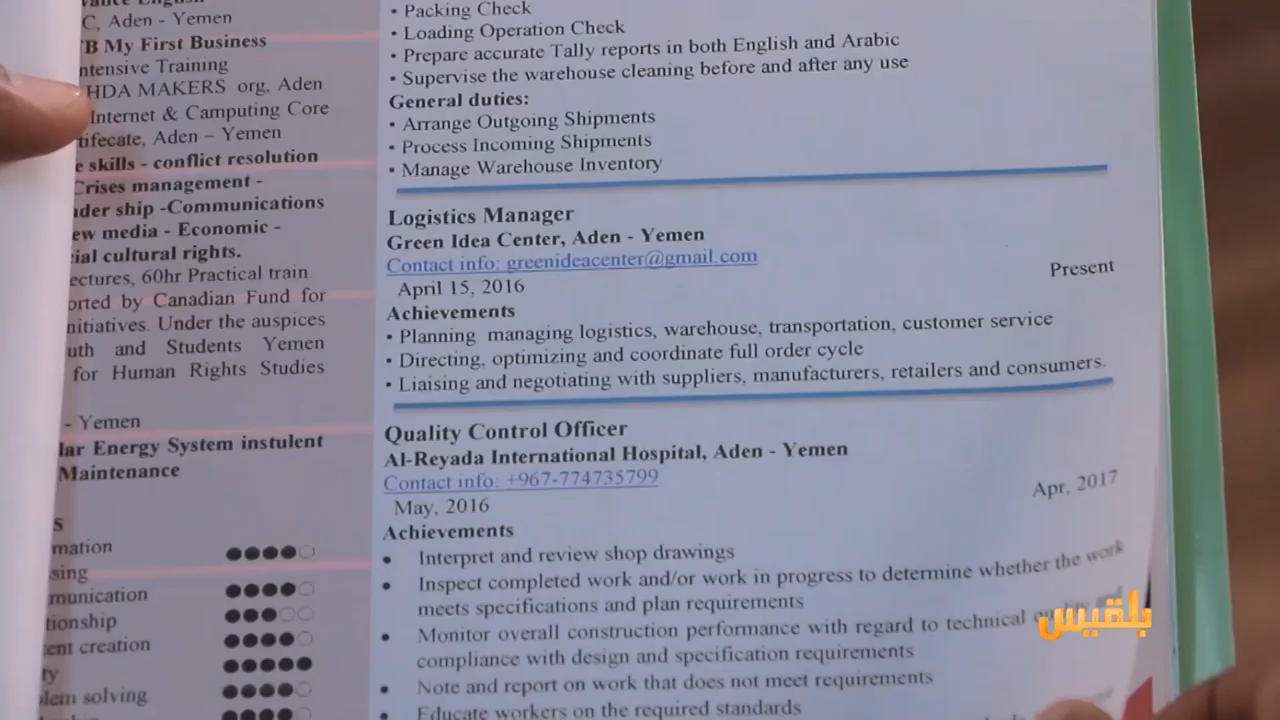 C, Aden - Yemen
B My First Business
ntensive Training
HDA MAKERS org, Aden
Internet & Camputing Core
tifecate, Aden – Yemen
e skills - conflict resolution
Crises management -
der ship -Communications
ew media - Economic -
ial cultural rights.
ectures, 60hr Practical train
orted by Canadian Fund for
nitiatives. Under the auspices
uth and Students Yemen
for Human Rights Studies
- Yemen
lar Energy System instulent
Maintenance
s
mation
sing
munication
tionship
ent creation
ty
lem solving
• Packing Check
• Loading Operation Check
• Prepare accurate Tally reports in both English and Arabic
• Supervise the warehouse cleaning before and after any use
General duties:
• Arrange Outgoing Shipments
• Process Incoming Shipments
• Manage Warehouse Inventory
Logistics Manager
Green Idea Center, Aden - Yemen
Contact info: greenideacenter@gmail.com
April 15, 2016 Present
Achievements
• Planning managing logistics, warehouse, transportation, customer service
• Directing, optimizing and coordinate full order cycle
• Liaising and negotiating with suppliers, manufacturers, retailers and consumers.
Quality Control Officer
Al-Reyada International Hospital, Aden - Yemen
Contact info: +967-774735799
May, 2016 Apr, 2017
Achievements
• Interpret and review shop drawings
• Inspect completed work and/or work in progress to determine whether the work
meets specifications and plan requirements
• Monitor overall construction performance with regard to technical
compliance with design and specification requirements
• Note and report on work that does not meet requirements
• Educate workers on the required standards
بلقيس